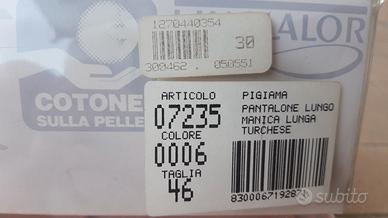 1270440354
30
300462 . 050551
COTONE
SULLA PELLE
ARTICOLO
07235
COLORE
0006
TAGLIA
46
PIGIAMA
PANTALONE LUNGO
MANICA LUNGA
TURCHESE
subito